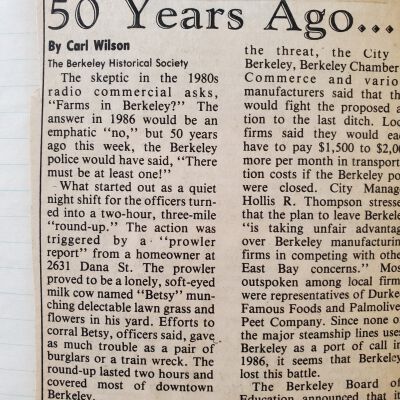 50 Years Ago...
By Carl Wilson
The Berkeley Historical Society
The skeptic in the 1980s
radio commercial asks,
"Farms in Berkeley?" The
answer in 1986 would be an
emphatic "no," but 50 years
ago this week, the Berkeley
police would have said, "There
must be at least one!"
What started out as a quiet
night shift for the officers turn-
ed into a two-hour, three-mile
"round-up." The action was
triggered by a "prowler
report" from a homeowner at
2631 Dana St. The prowler
proved to be a lonely, soft-eyed
milk cow named "Betsy" mun-
ching delectable lawn grass and
flowers in his yard. Efforts to
corral Betsy, officers said, gave
as much trouble as a pair of
burglars or a train wreck. The
round-up lasted two hours and
covered most of downtown
Berkeley.
the threat, the City
Berkeley, Berkeley Chamber
Commerce and vario
manufacturers said that th
would fight the proposed a
tion to the last ditch. Loc
firms said they would eac
have to pay $1,500 to $2,0
more per month in transport
tion costs if the Berkeley po
were closed. City Manag
Hollis R. Thompson stresse
that the plan to leave Berkele
"is taking unfair advantag
over Berkeley manufacturin
firms in competing with othe
East Bay concerns." Mos
outspoken among local firm
were representatives of Durke
Famous Foods and Palmolive
Peet Company. Since none o
the major steamship lines use
Berkeley as a port of call i
1986, it seems that Berkeley
lost this battle.
The Berkeley Board of
Education announced that it